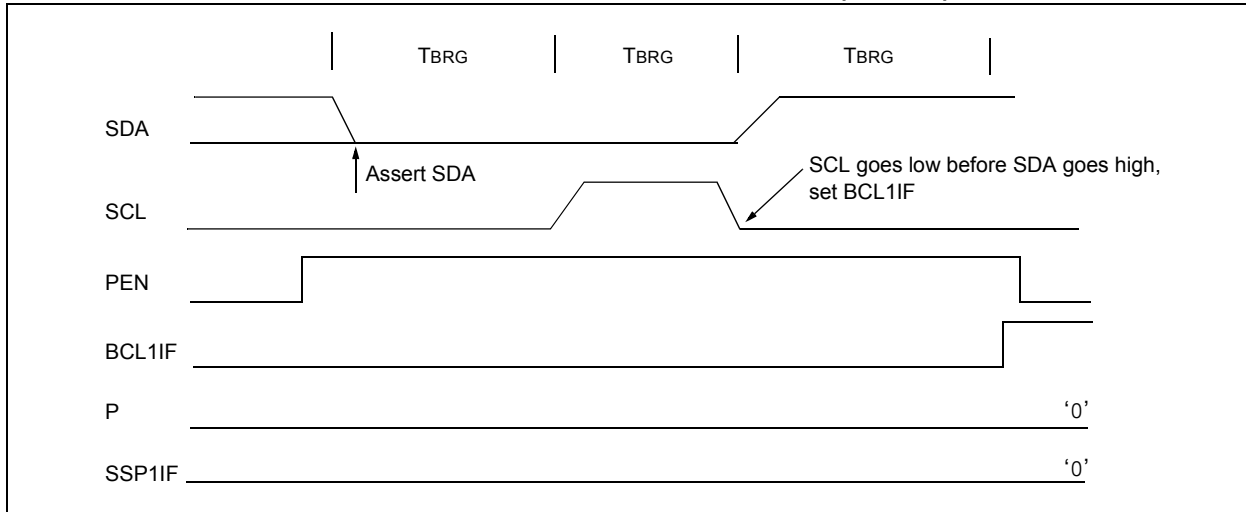 TBRG TBRG TBRG
SDA
Assert SDA
SCL goes low before SDA goes high,
set BCL1IF
SCL
PEN
BCL1IF
P ‘0’
SSP1IF ‘0’